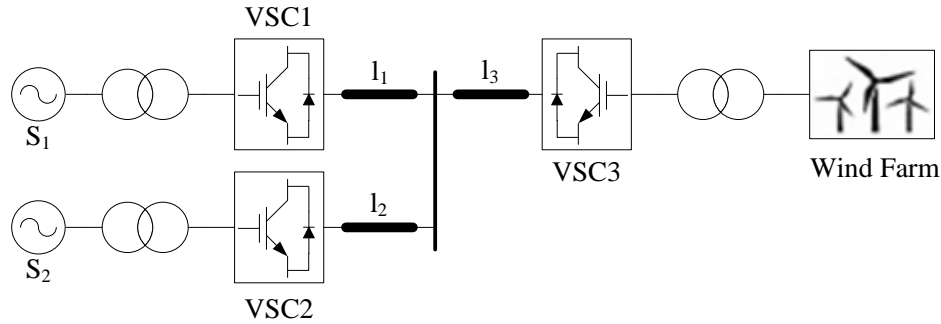 VSC1
l₁
l₃
S₁
VSC3
Wind Farm
l₂
S₂
VSC2